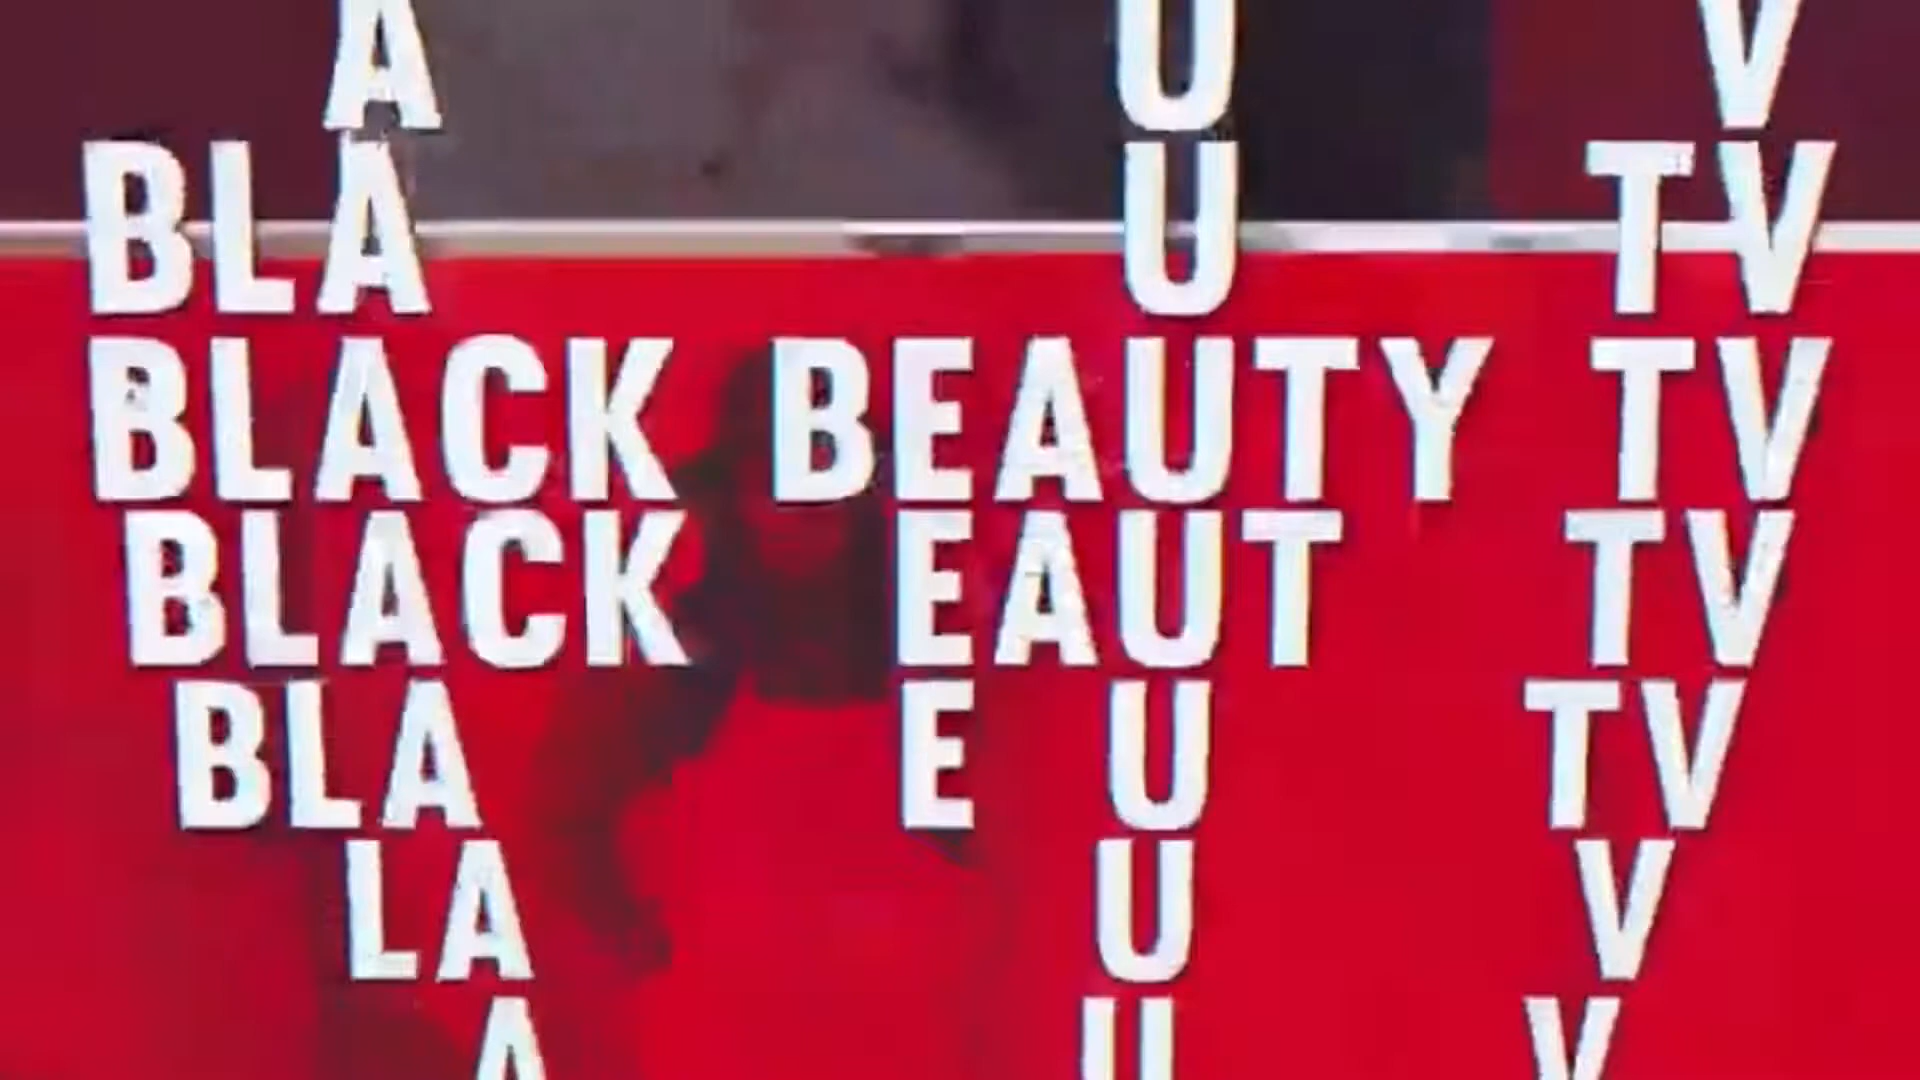 A U V
BLA U TV
BLACK BEAUTY TV
BLACK EAUT TV
BLA E U TV
LA U V
A U V